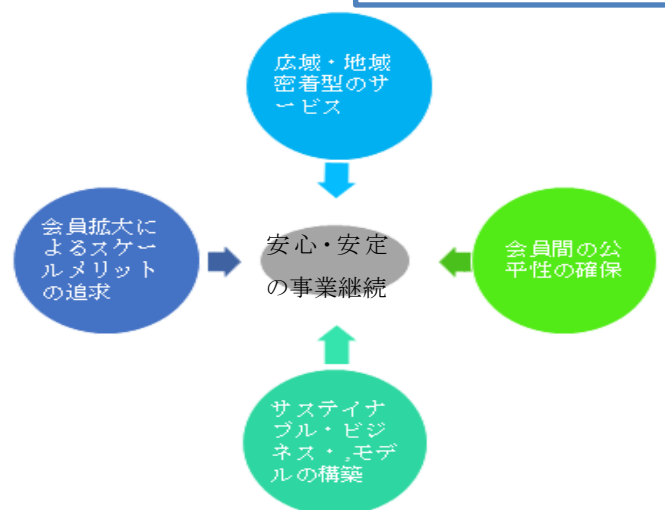 広域・地域
密着型のサ
ービス
会員拡大に
よるスケー
ルメリット
の追求
安心・安定
の事業継続
会員間の公
平性の確保
サステイナ
ブル・ビジ
ネス・,モデ
ルの構築